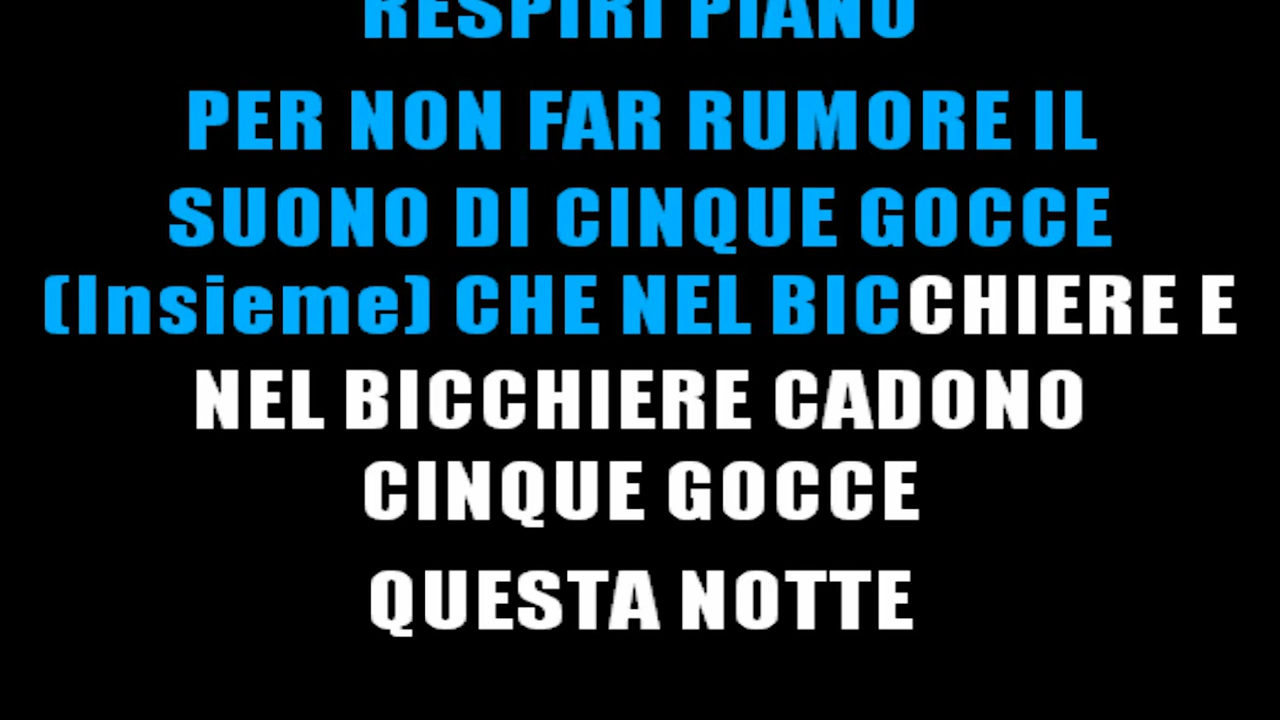 RESPIRI PIANO
PER NON FAR RUMORE IL
SUONO DI CINQUE GOCCE
(Insieme) CHE NEL BICCHIERE E
NEL BICCHIERE CADONO
CINQUE GOCCE
QUESTA NOTTE